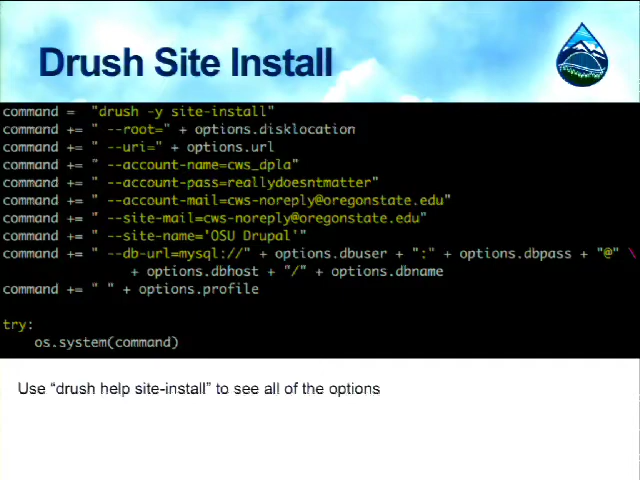 Drush Site Install
command =  "drush -y site-install"
command += " --root=" + options.disklocation
command += " --uri=" + options.url
command += " --account-name=cws_dpla"
command += " --account-pass=reallydoesntmatter"
command += " --account-mail=cws-noreply@oregonstate.edu"
command += " --site-mail=cws-noreply@oregonstate.edu"
command += " --site-name='OSU Drupal'"
command += " --db-url=mysql://" + options.dbuser + ":" + options.dbpass + "@" \
+ options.dbhost + "/" + options.dbname
command += " " + options.profile
try:
os.system(command)
Use “drush help site-install” to see all of the options